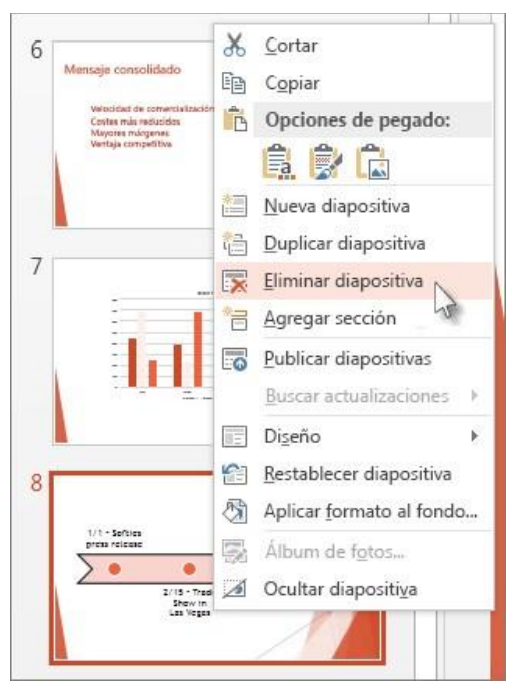 6
Mensaje consolidado
Velocidad de comercialización
Costes más reducidos
Mayores márgenes
Ventaja competitiva
7
8
1/1 - Softies
press release
2/15 - Trade
Show in
Las Vegas
Cortar
Copiar
Opciones de pegado:
Nueva diapositiva
Duplicar diapositiva
Eliminar diapositiva
Agregar sección
Publicar diapositivas
Buscar actualizaciones
Diseño
Restablecer diapositiva
Aplicar formato al fondo...
Álbum de fotos...
Ocultar diapositiva